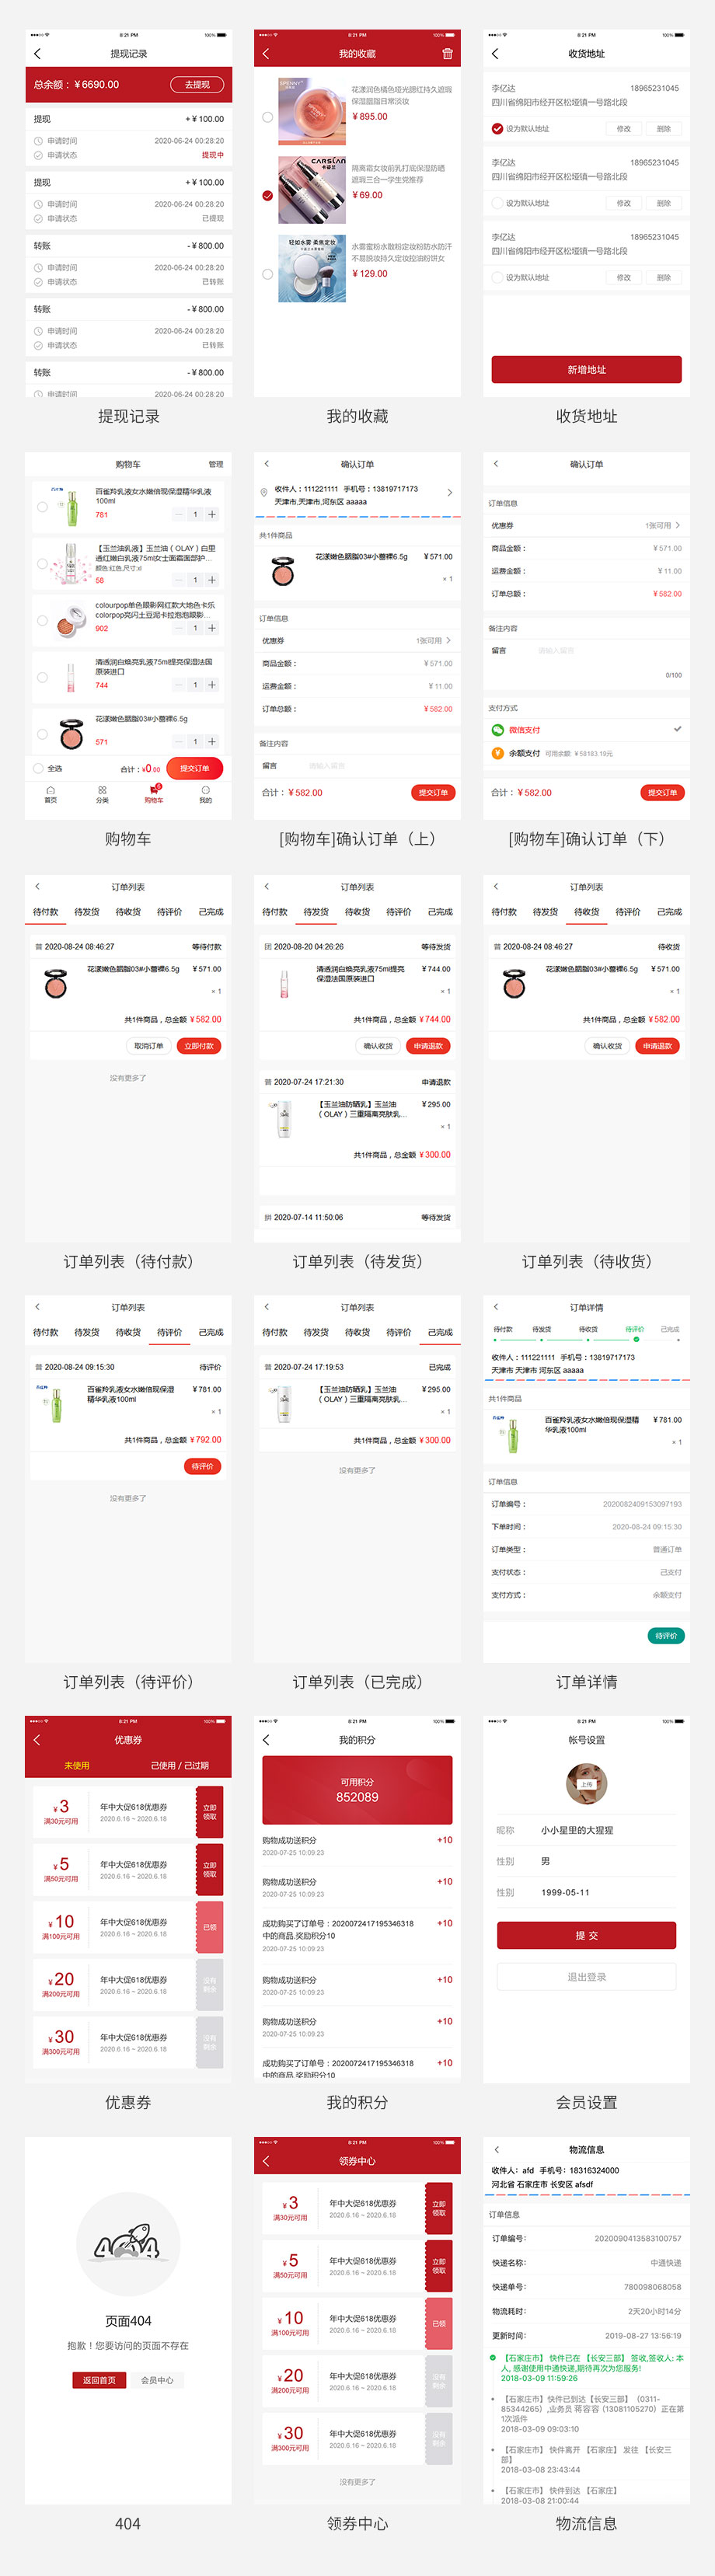 8:21 PM
100%
提现记录
总余额：￥6690.00
去提现
提现
+￥100.00
申请时间
2020-06-24 00:28:20
申请状态
提现中
提现
+￥100.00
申请时间
2020-06-24 00:28:20
申请状态
已提现
转账
-￥800.00
申请时间
2020-06-24 00:28:20
申请状态
已转账
转账
-￥800.00
申请时间
2020-06-24 00:28:20
申请状态
已转账
转账
-￥800.00
申请时间
2020-06-24 00:28:20
提现记录
8:21 PM
100%
我的收藏
花漾润色橘色哑光腮红持久遮瑕
保湿胭脂日常淡妆
￥895.00
CARSLAN
隔离霜女妆前乳打底保湿防晒
遮瑕三合一学生党推荐
￥69.00
轻如水雾 柔焦定妆
水雾蜜粉水散粉定妆粉防水防汗
不易脱妆持久定妆控油粉饼女
￥129.00
我的收藏
8:21 PM
100%
收货地址
李亿达
18965231045
四川省绵阳市经开区松垭镇一号路北段
设为默认地址
修改
删除
李亿达
18965231045
四川省绵阳市经开区松垭镇一号路北段
设为默认地址
修改
删除
李亿达
18965231045
四川省绵阳市经开区松垭镇一号路北段
设为默认地址
修改
删除
新增地址
收货地址
购物车
管理
百雀羚乳液女水嫩倍现保湿精华乳液
100ml
781
1
【玉兰油乳液】玉兰油（OLAY）白里
透红嫩白乳液75ml女士面霜面部护...
颜色:红色,尺寸:xl
58
1
colourpop单色眼影网红款大地色卡乐
colorpop亮闪土豆泥卡拉泡泡眼影...
902
1
清透润白焕亮乳液75ml提亮保湿法国
原装进口
744
1
花漾嫩色胭脂03#小蔷裸6.5g
571
1
全选
合计：¥0.00
提交订单
首页
分类
购物车
我的
购物车
确认订单
收件人：111221111 手机号：13819717173
天津市,天津市,河东区 aaaaa
共1件商品
花漾嫩色胭脂03#小蔷裸6.5g
￥571.00
× 1
订单信息
优惠券
1张可用
商品金额：
￥571.00
运费金额：
￥11.00
订单总额：
￥582.00
备注内容
留言
请输入留言
合计：￥582.00
提交订单
[购物车]确认订单（上）
确认订单
订单信息
优惠券
1张可用
商品金额：
￥571.00
运费金额：
￥11.00
订单总额：
￥582.00
备注内容
留言
请输入留言
0/100
支付方式
微信支付
余额支付 可用余额: ￥58183.19元
合计：￥582.00
提交订单
[购物车]确认订单（下）
订单列表
待付款 待发货 待收货 待评价 已完成
2020-08-24 08:46:27
等待付款
花漾嫩色胭脂03#小蔷裸6.5g
￥571.00
× 1
共1件商品，总金额 ￥582.00
取消订单
立即付款
没有更多了
订单列表（待付款）
订单列表
待付款 待发货 待收货 待评价 已完成
2020-08-20 04:26:26
等待发货
清透润白焕亮乳液75ml提亮
保湿法国原装进口
￥744.00
× 1
共1件商品，总金额 ￥744.00
确认收货
申请退款
2020-07-24 17:21:30
申请退款
【玉兰油防晒乳】玉兰油
（OLAY）三重隔离亮肤乳...
￥295.00
× 1
共1件商品，总金额 ￥300.00
拼 2020-07-14 11:50:06
等待发货
订单列表（待发货）
订单列表
待付款 待发货 待收货 待评价 已完成
2020-08-24 08:46:27
待收货
花漾嫩色胭脂03#小蔷裸6.5g
￥571.00
× 1
共1件商品，总金额 ￥582.00
确认收货
申请退款
订单列表（待收货）
订单列表
待付款 待发货 待收货 待评价 已完成
2020-08-24 09:15:30
待评价
百雀羚乳液女水嫩倍现保湿
精华乳液100ml
￥781.00
× 1
共1件商品，总金额 ￥792.00
待评价
没有更多了
订单列表（待评价）
订单列表
待付款 待发货 待收货 待评价 已完成
2020-07-24 17:19:53
已完成
【玉兰油防晒乳】玉兰油
（OLAY）三重隔离亮肤乳...
￥295.00
× 1
共1件商品，总金额 ￥300.00
没有更多了
订单列表（已完成）
订单详情
待付款 待发货 待收货 待评价 已完成
收件人：111221111 手机号：13819717173
天津市 天津市 河东区 aaaaa
共1件商品
百雀羚乳液女水嫩倍现保湿精
华乳液100ml
￥781.00
× 1
订单信息
订单编号：
2020082409153097193
下单时间：
2020-08-24 09:15:30
订单类型：
普通订单
支付状态：
已支付
支付方式：
余额支付
待评价
订单详情
8:21 PM
100%
优惠券
未使用
已使用 / 已过期
¥ 3
满30元可用
年中大促618优惠券
2020.6.16 ~ 2020.6.18
立即
领取
¥ 5
满50元可用
年中大促618优惠券
2020.6.16 ~ 2020.6.18
立即
领取
¥ 10
满100元可用
年中大促618优惠券
2020.6.16 ~ 2020.6.18
已领
¥ 20
满200元可用
年中大促618优惠券
2020.6.16 ~ 2020.6.18
没有
剩余
¥ 30
满300元可用
年中大促618优惠券
2020.6.16 ~ 2020.6.18
没有
剩余
优惠券
8:21 PM
100%
我的积分
可用积分
852089
购物成功送积分
+10
2020-07-25 10:09:23
购物成功送积分
+10
2020-07-25 10:09:23
成功购买了订单号：2020072417195346318
中的商品.奖励积分10
+10
2020-07-25 10:09:23
购物成功送积分
+10
2020-07-25 10:09:23
购物成功送积分
+10
2020-07-25 10:09:23
成功购买了订单号：2020072417195346318
中的商品.奖励积分10
+10
我的积分
8:21 PM
100%
帐号设置
上传
昵称
小小星里的大猩猩
性别
男
性别
1999-05-11
提 交
退出登录
会员设置
404
页面404
抱歉！您要访问的页面不存在
返回首页
会员中心
404
8:21 PM
100%
领券中心
¥ 3
满30元可用
年中大促618优惠券
2020.6.16 ~ 2020.6.18
立即
领取
¥ 5
满50元可用
年中大促618优惠券
2020.6.16 ~ 2020.6.18
立即
领取
¥ 10
满100元可用
年中大促618优惠券
2020.6.16 ~ 2020.6.18
已领
¥ 20
满200元可用
年中大促618优惠券
2020.6.16 ~ 2020.6.18
没有
剩余
¥ 30
满300元可用
年中大促618优惠券
2020.6.16 ~ 2020.6.18
没有
剩余
没有更多了
领券中心
物流信息
收件人：afd 手机号：18316324000
河北省 石家庄市 长安区 afsdf
订单信息
订单编号：
2020090413583100757
快递名称：
中通快递
快递单号：
780098068058
物流耗时：
2天20小时14分
更新时间：
2019-08-27 13:56:19
【石家庄市】 快件已在 【长安三部】 签收,签收人: 本
人, 感谢使用中通快递,期待再次为您服务!
2018-03-09 11:59:26
【石家庄市】快件已到达【长安三部】（0311-
85344265）,业务员 蒋容容 (13081105270）正在第
1次派件
2018-03-09 09:03:10
【石家庄市】 快件离开 【石家庄】 发往 【长安三
部】
2018-03-08 23:43:44
【石家庄市】 快件到达 【石家庄】
2018-03-08 21:00:44
物流信息